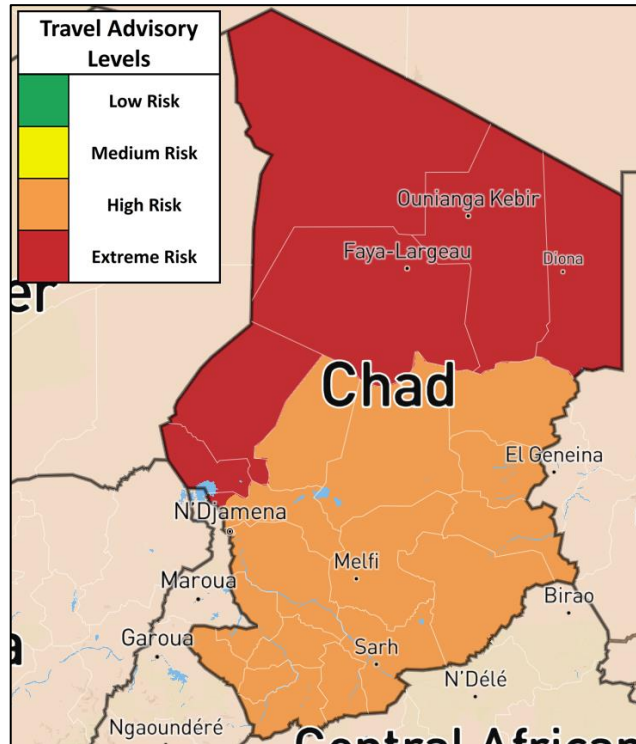 Travel Advisory
Levels
Low Risk
Medium Risk
High Risk
Extreme Risk
Ounianga Kebir
Faya-Largeau
Diona
er
Chad
El Geneina
N'Djamena
Melfi
Maroua
Birao
Garoua
a
Sarh
N'Délé
Ngaoundéré
Central African